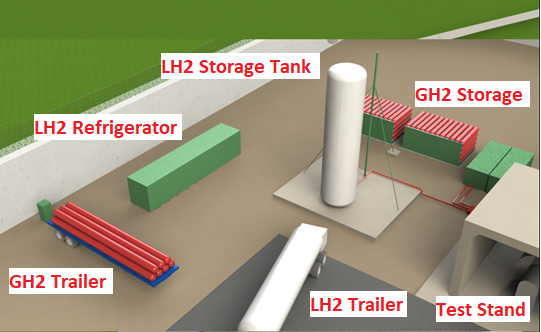 LH2 Storage Tank
GH2 Storage
LH2 Refrigerator
GH2 Trailer
LH2 Trailer
Test Stand